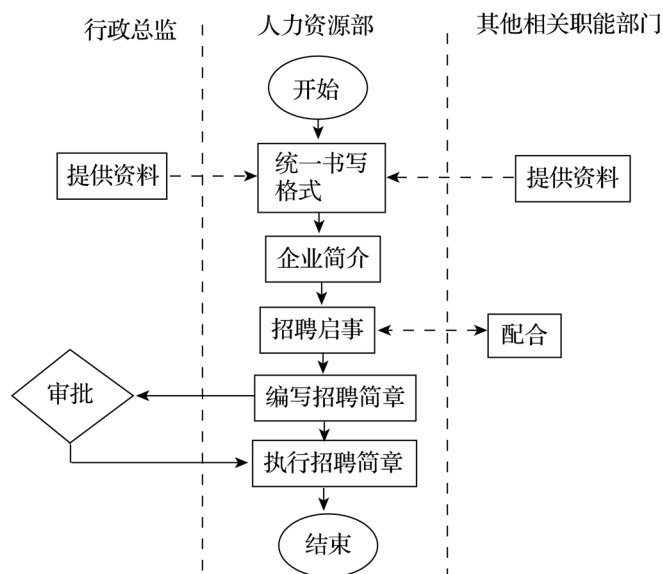 行政总监
人力资源部
其他相关职能部门
开始
提供资料
统一书写
格式
提供资料
企业简介
招聘启事
配合
审批
编写招聘简章
执行招聘简章
结束